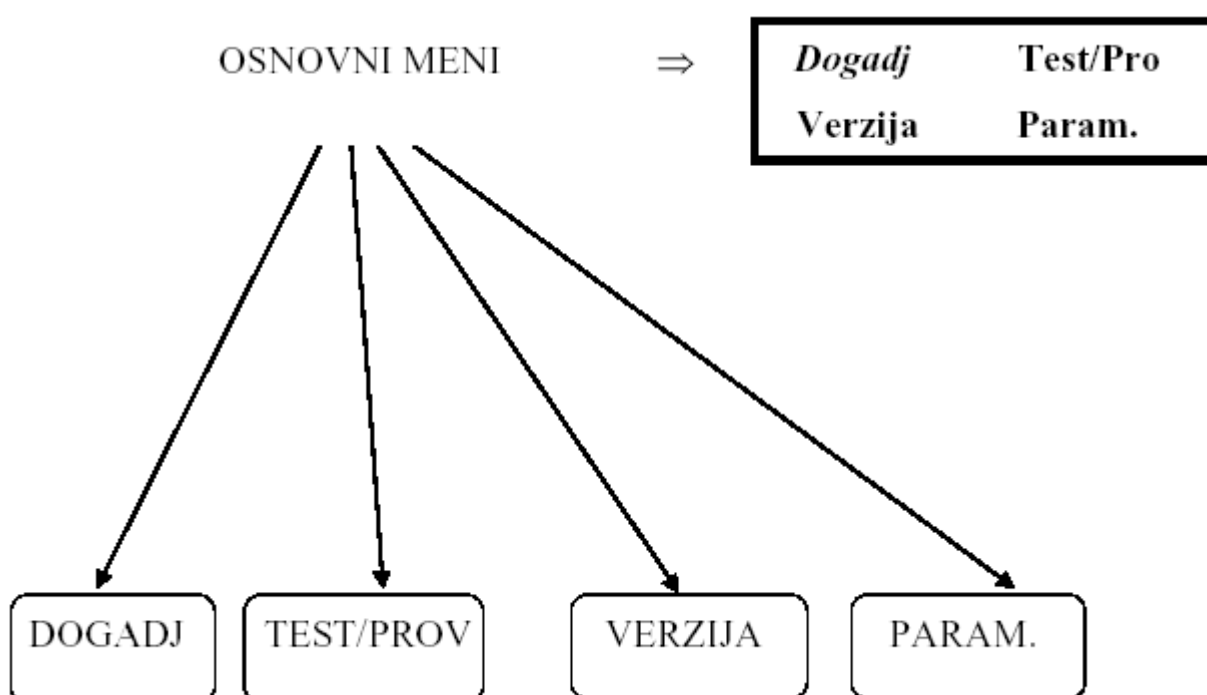 OSNOVNI MENI ⇒ Dogadj Test/Pro
Verzija Param.
DOGADJ TEST/PROV VERZIJA PARAM.